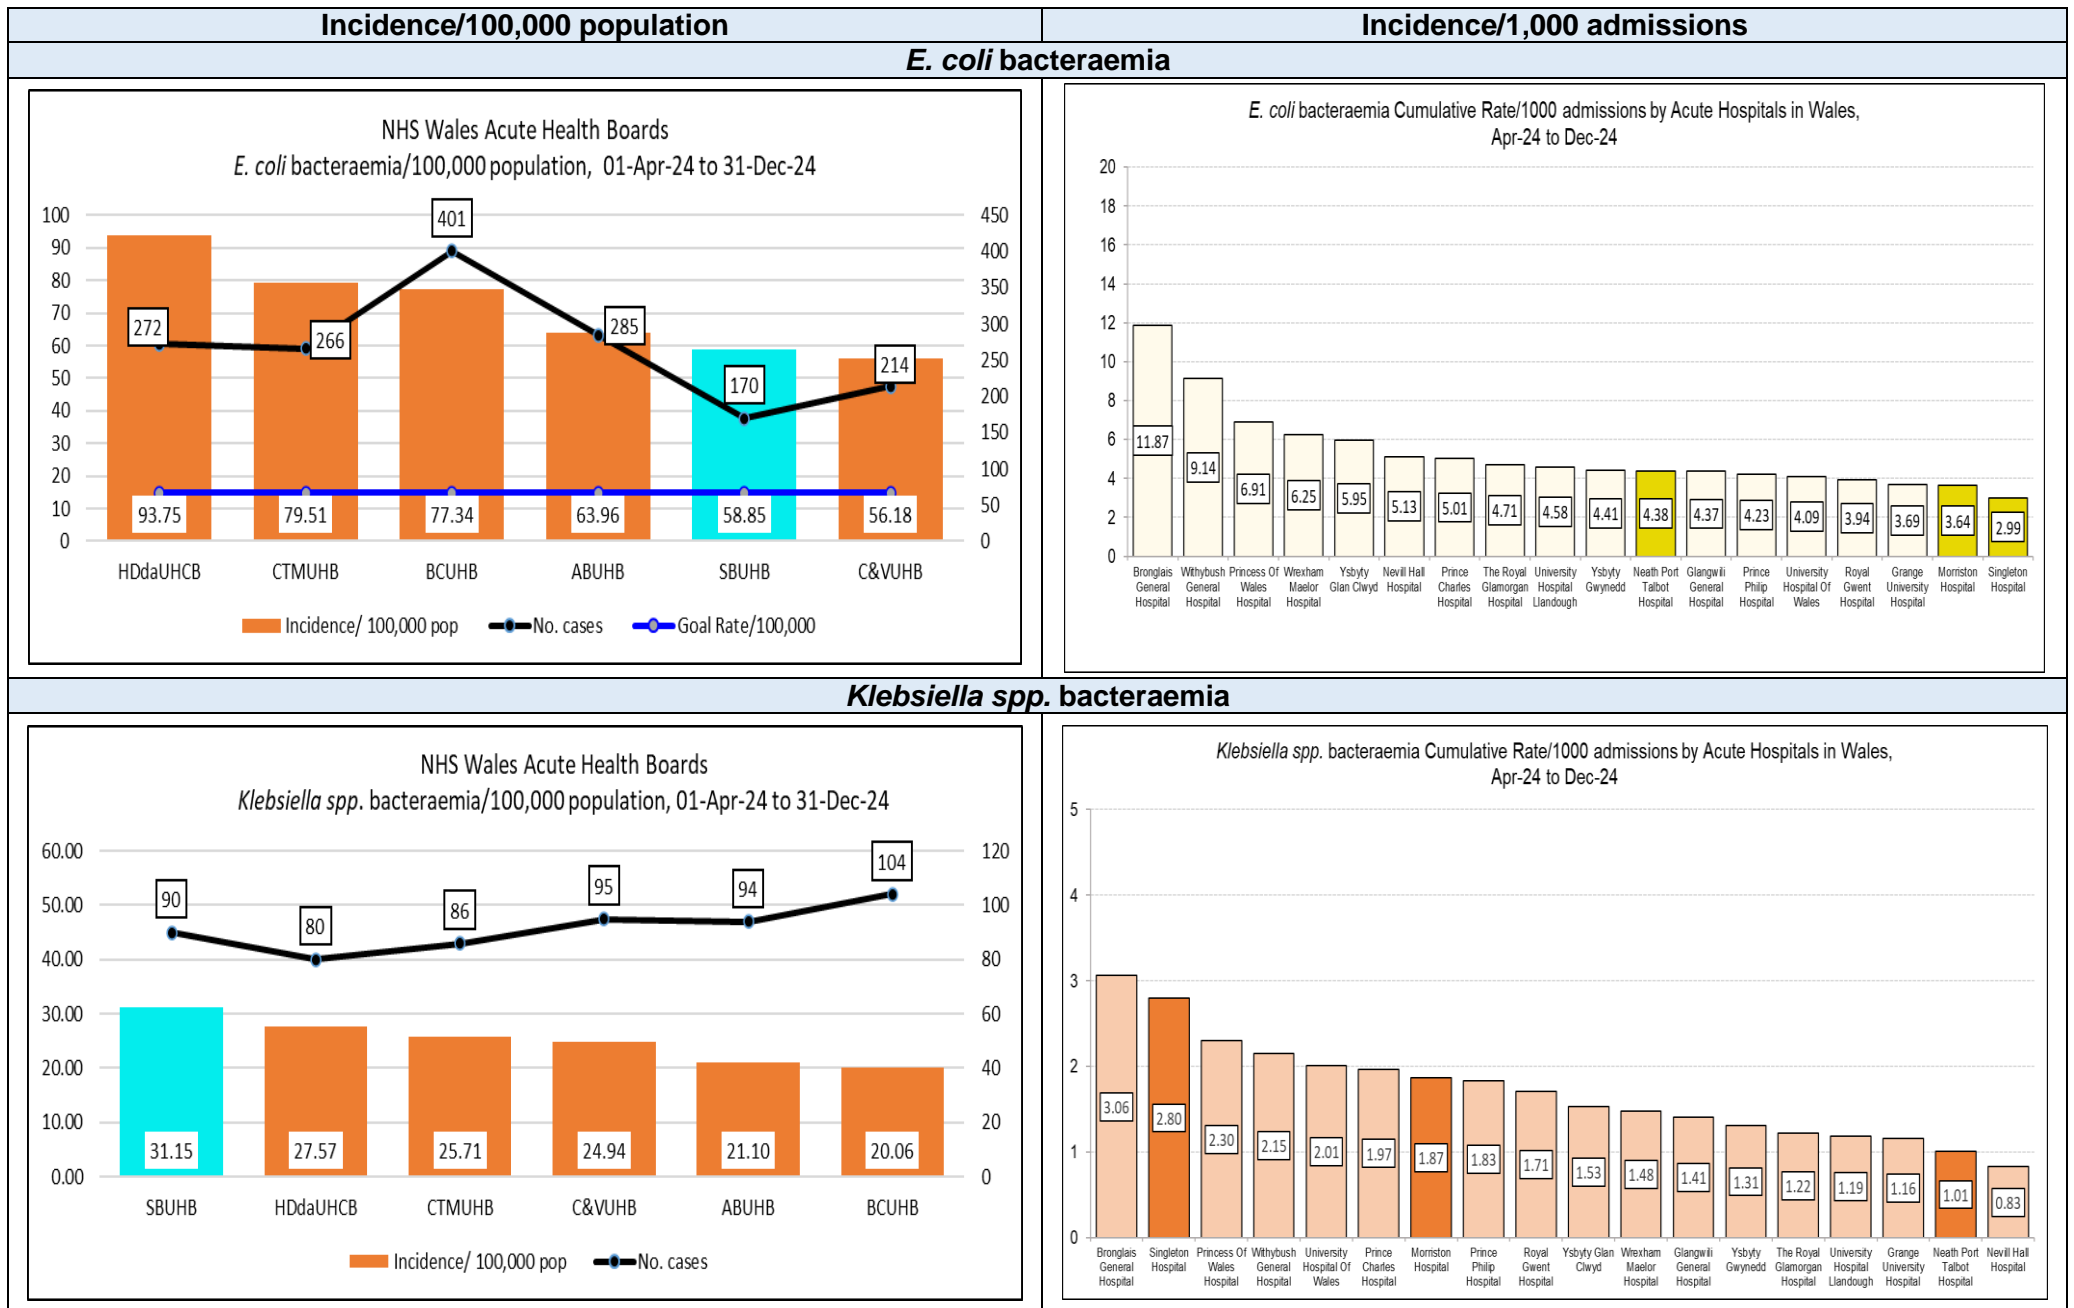 Incidence/100,000 population
Incidence/1,000 admissions
E. coli bacteraemia
NHS Wales Acute Health Boards
E. coli bacteraemia/100,000 population, 01-Apr-24 to 31-Dec-24
100
90
80
70
60
50
40
30
20
10
0
450
400
350
300
250
200
150
100
50
0
272
266
401
285
170
214
93.75
79.51
77.34
63.96
58.85
56.18
HDdaUHCB
CTMUHB
BCUHB
ABUHB
SBUHB
C&VUHB
Incidence/ 100,000 pop
No. cases
Goal Rate/100,000
E. coli bacteraemia Cumulative Rate/1000 admissions by Acute Hospitals in Wales,
Apr-24 to Dec-24
20
18
16
14
12
10
8
6
4
2
0
11.87
9.14
6.91
6.25
5.95
5.13
5.01
4.71
4.58
4.41
4.38
4.37
4.23
4.09
3.94
3.69
3.64
2.99
Bronglais
General
Hospital
Withybush
General
Hospital
Princess Of
Wales
Hospital
Wrexham
Maelor
Hospital
Ysbyty
Glan Clwyd
Nevill Hall
Hospital
Prince
Charles
Hospital
The Royal
Glamorgan
Hospital
University
Hospital
Llandough
Ysbyty
Gwynedd
Neath Port
Talbot
Hospital
Glangwili
General
Hospital
Prince
Philip
Hospital
University
Hospital Of
Wales
Royal
Gwent
Hospital
Grange
University
Hospital
Morriston
Hospital
Singleton
Hospital
Klebsiella spp. bacteraemia
NHS Wales Acute Health Boards
Klebsiella spp. bacteraemia/100,000 population, 01-Apr-24 to 31-Dec-24
60.00
50.00
40.00
30.00
20.00
10.00
0.00
120
100
80
60
40
20
0
90
80
86
95
94
104
31.15
27.57
25.71
24.94
21.10
20.06
SBUHB
HDdaUHCB
CTMUHB
C&VUHB
ABUHB
BCUHB
Incidence/ 100,000 pop
No. cases
Klebsiella spp. bacteraemia Cumulative Rate/1000 admissions by Acute Hospitals in Wales,
Apr-24 to Dec-24
5
4
3
2
1
0
3.06
2.80
2.30
2.15
2.01
1.97
1.87
1.83
1.71
1.53
1.48
1.41
1.31
1.22
1.19
1.16
1.01
0.83
Bronglais
General
Hospital
Singleton
Hospital
Princess Of
Wales
Hospital
Withybush
General
Hospital
University
Hospital Of
Wales
Prince
Charles
Hospital
Morriston
Hospital
Prince
Philip
Hospital
Royal
Gwent
Hospital
Ysbyty Glan
Clwyd
Wrexham
Maelor
Hospital
Glangwili
General
Hospital
Ysbyty
Gwynedd
The Royal
Glamorgan
Hospital
University
Hospital
Llandough
Grange
University
Hospital
Neath Port
Talbot
Hospital
Nevill Hall
Hospital